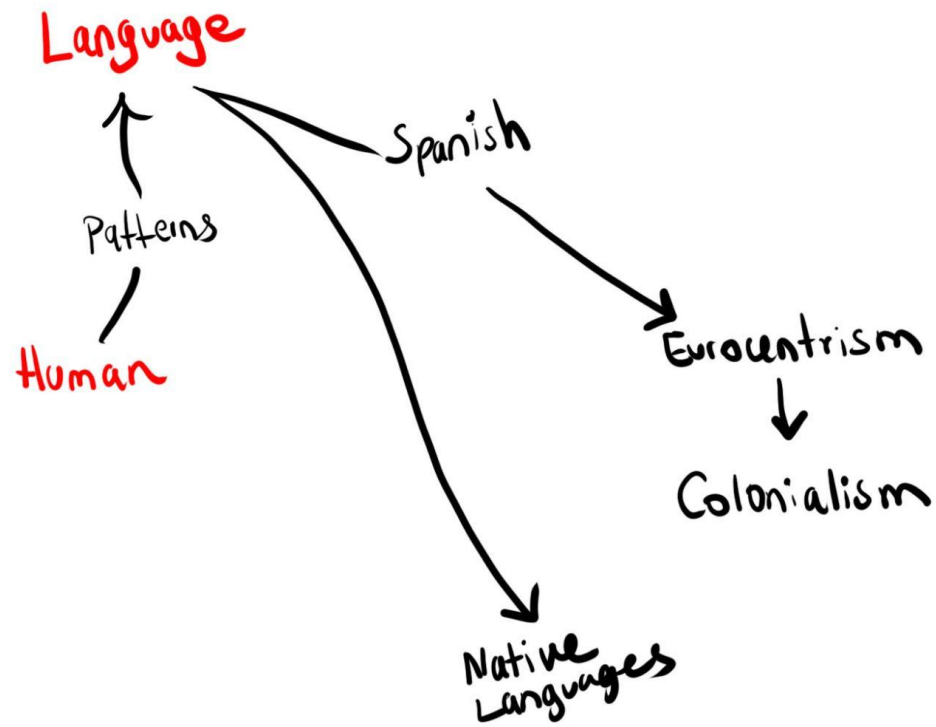 Language
Spanish
Patterns
Human
Eurocentrism
Colonialism
Native
Languages